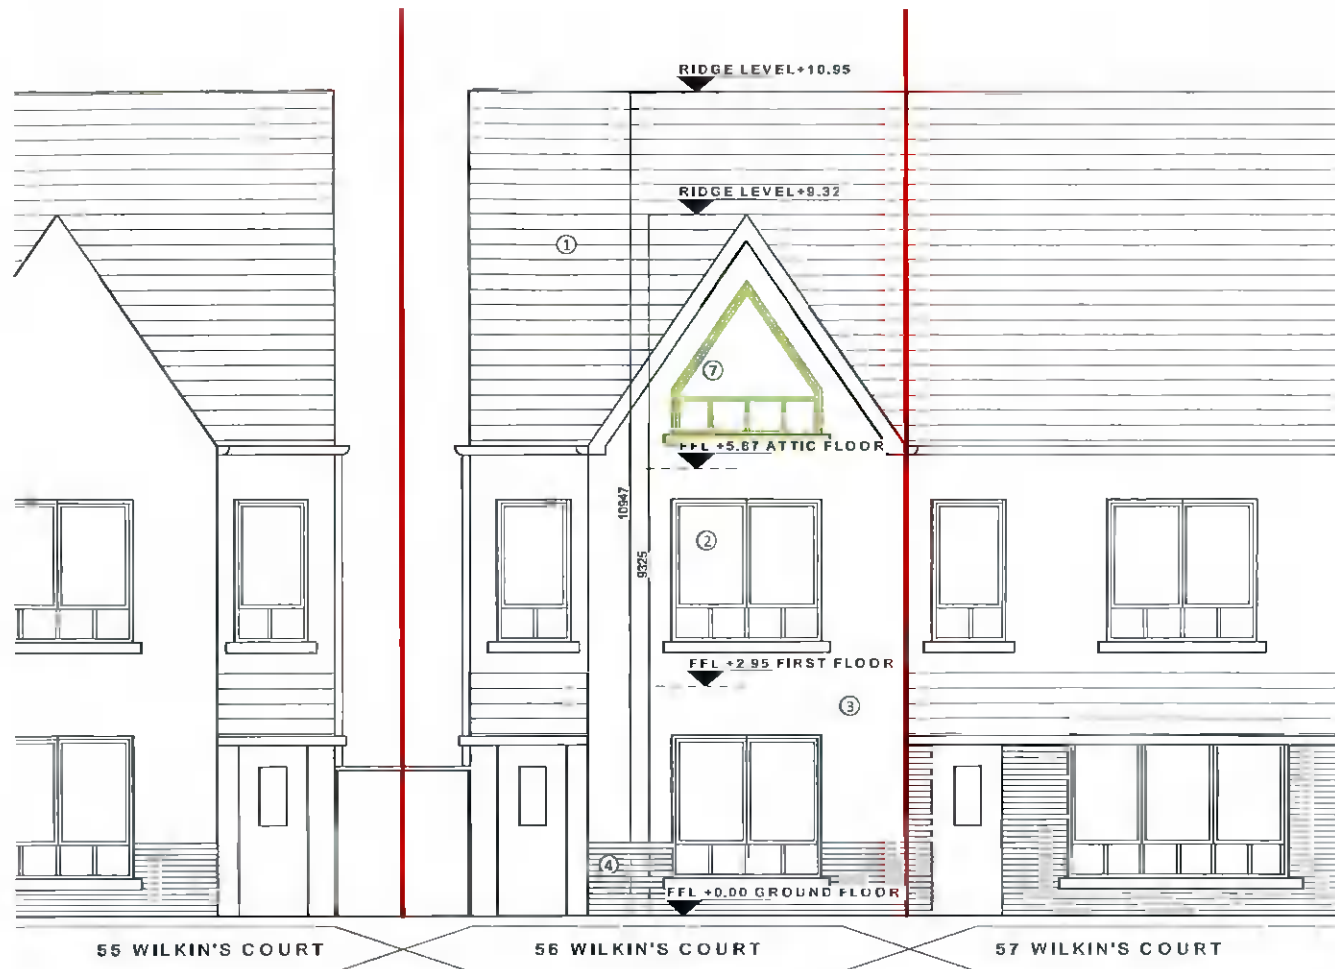 RIDGE LEVEL+10.95
RIDGE LEVEL+9.32
①
⑦
FFL +5.87 ATTIC FLOOR
10947
②
9325
FFL +2.95 FIRST FLOOR
③
④
FFL +0.00 GROUND FLOOR
55 WILKIN'S COURT
56 WILKIN'S COURT
57 WILKIN'S COURT